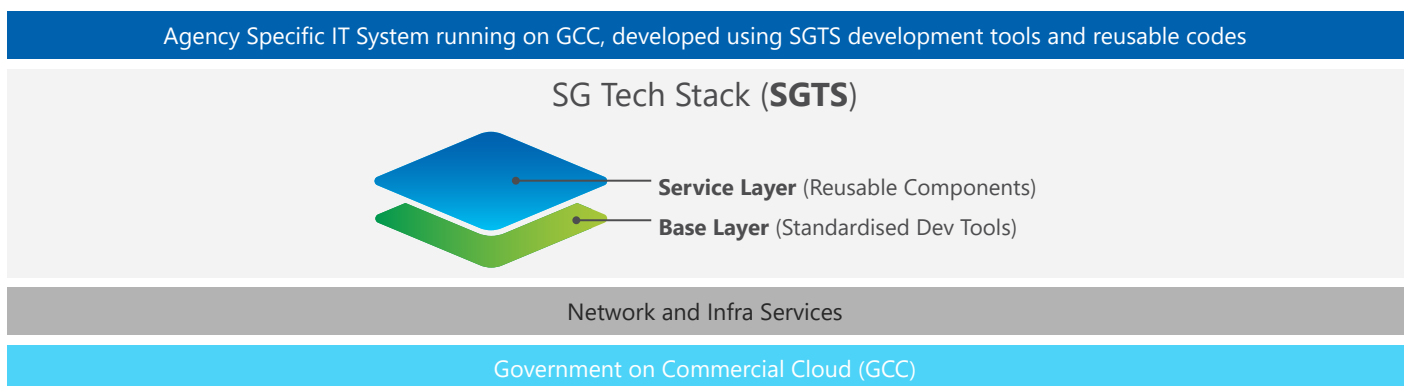 Agency Specific IT System running on GCC, developed using SGTS development tools and reusable codes
SG Tech Stack (SGTS)
Service Layer (Reusable Components)
Base Layer (Standardised Dev Tools)
Network and Infra Services
Government on Commercial Cloud (GCC)